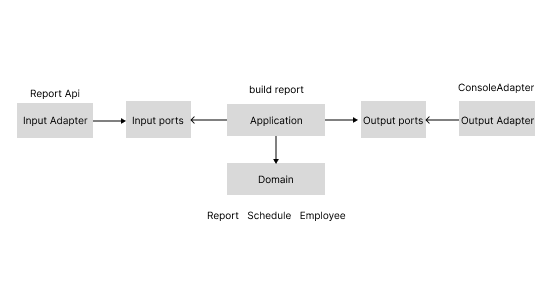 Report Api
build report
ConsoleAdapter
Input Adapter
Input ports
Application
Output ports
Output Adapter
Domain
Report Schedule Employee